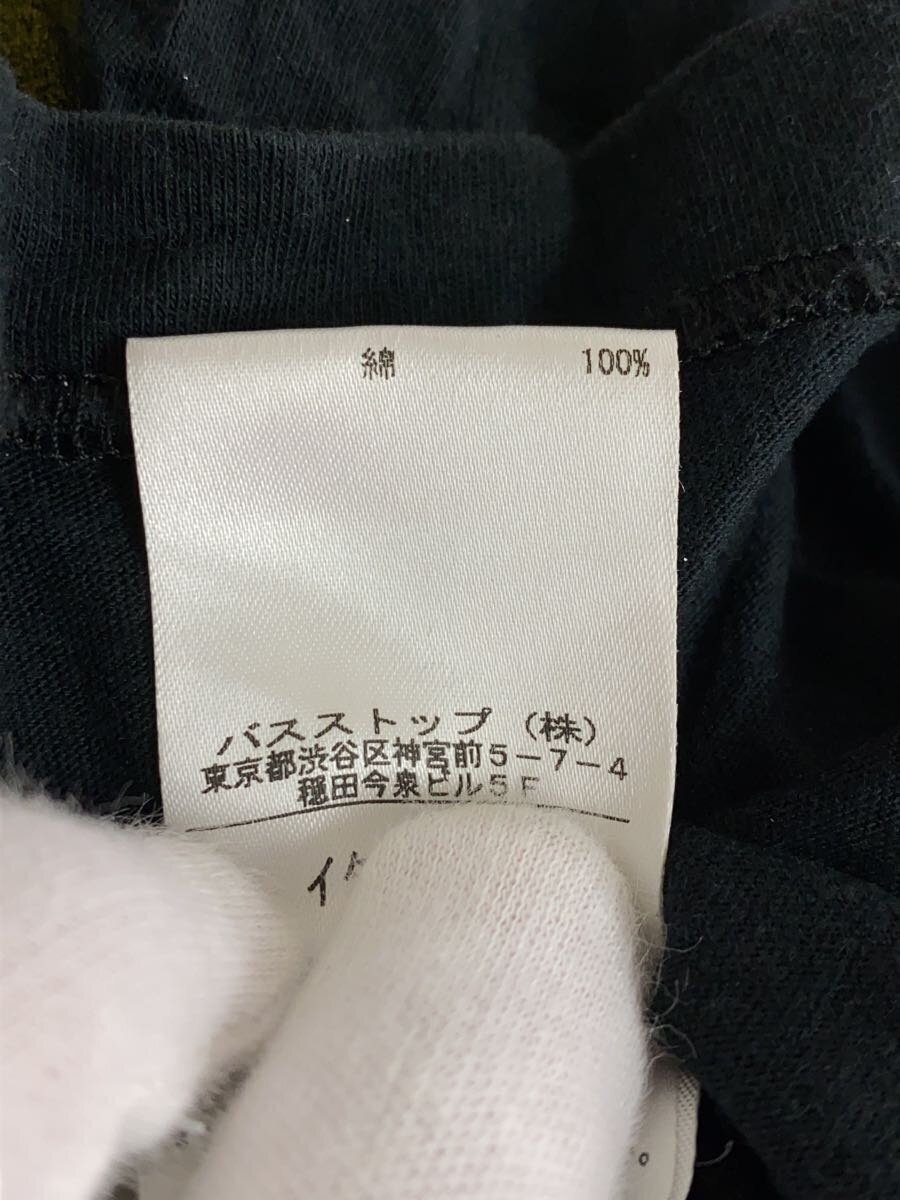 綿 100%
バスストップ (株)
東京都渋谷区神宮前5-7-4
穏田今泉ビル5F